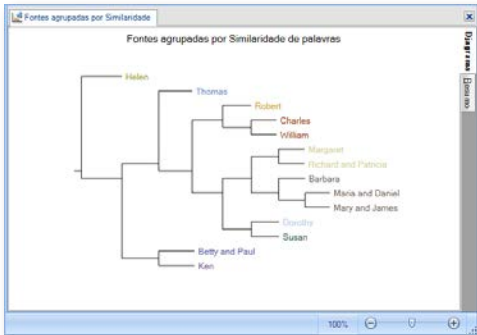 Fontes agrupadas por Similaridade
Fontes agrupadas por Similaridade de palavras
Diagrama
Resumo
Helen
Thomas
Robert
Charles
William
Margaret
Richard and Patricia
Barbara
Maria and Daniel
Mary and James
Dorothy
Susan
Betty and Paul
Ken
100%